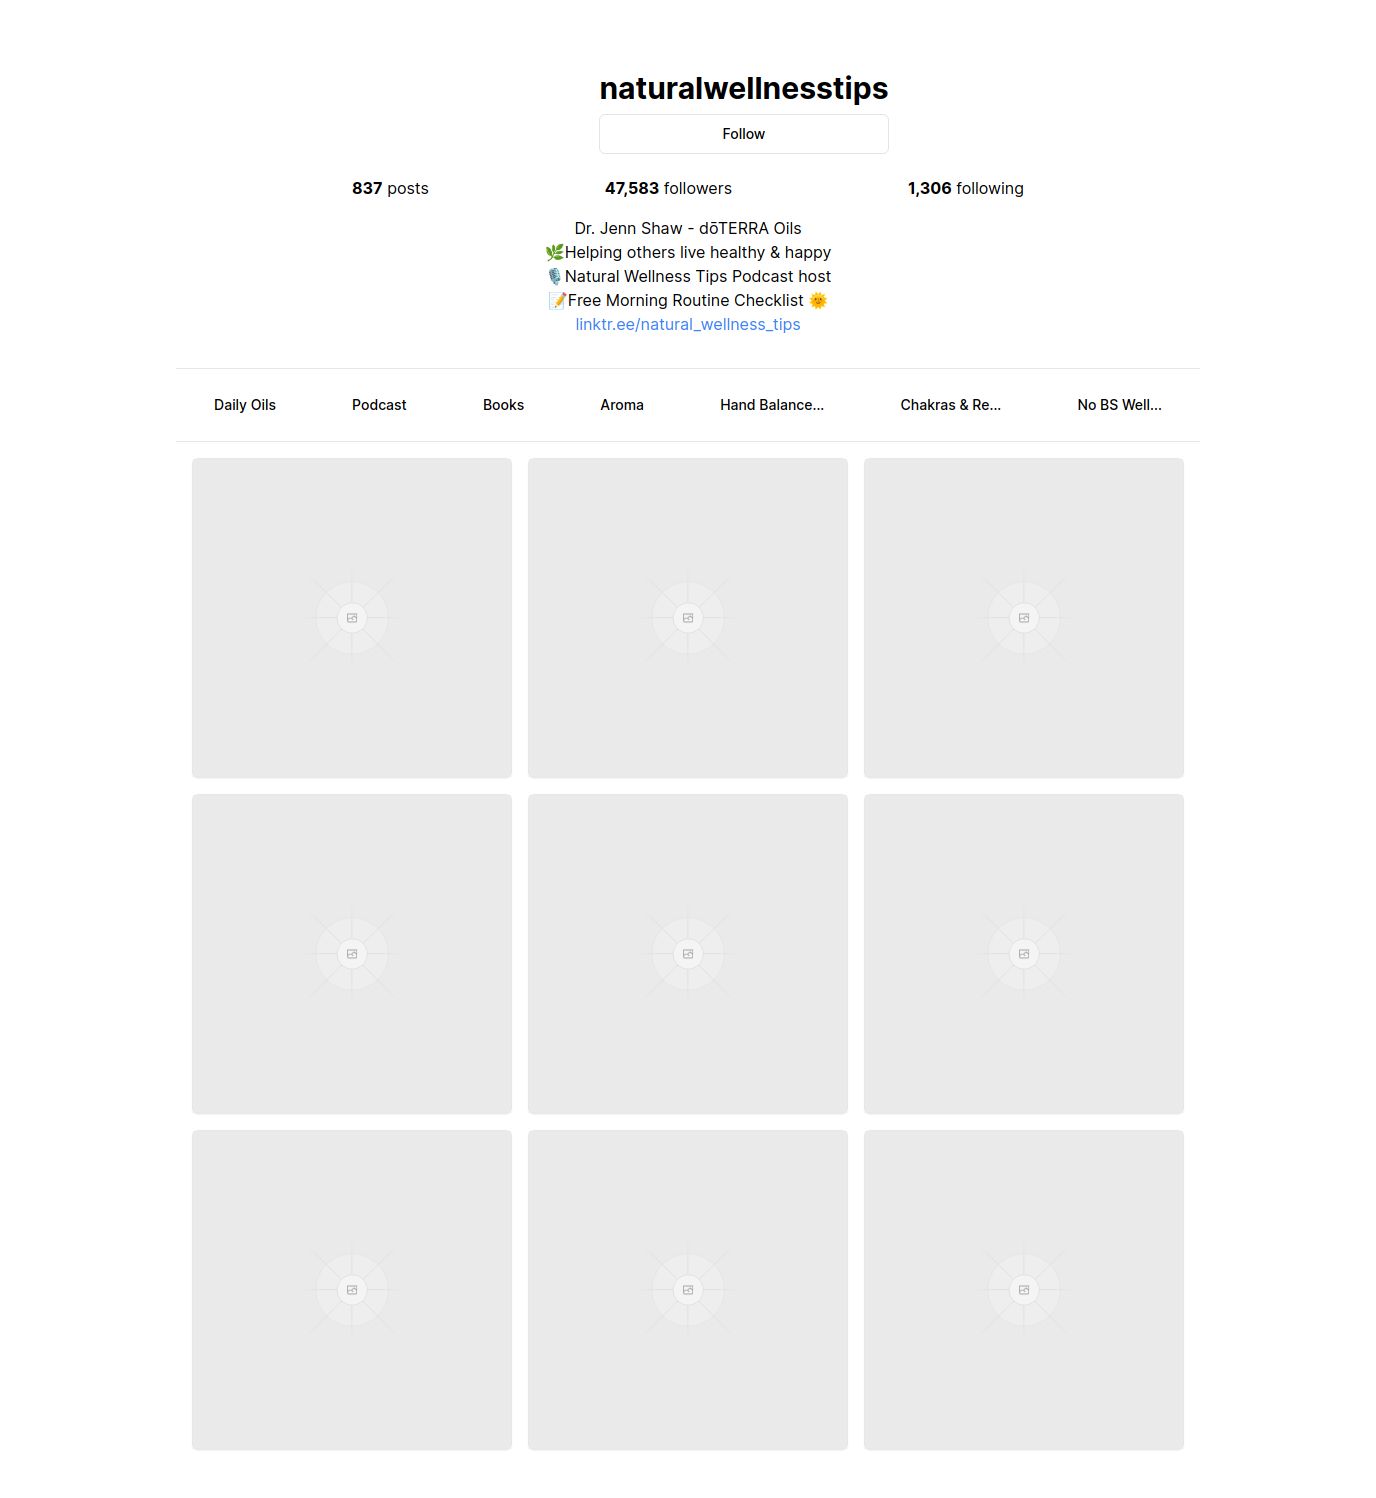 naturalwellnesstips
Follow
837 posts
47,583 followers
1,306 following
Dr. Jenn Shaw - dōTERRA Oils
🌿Helping others live healthy & happy
🎙️Natural Wellness Tips Podcast host
📝Free Morning Routine Checklist 🌞
linktr.ee/natural_wellness_tips
Daily Oils
Podcast
Books
Aroma
Hand Balance...
Chakras & Re...
No BS Well...